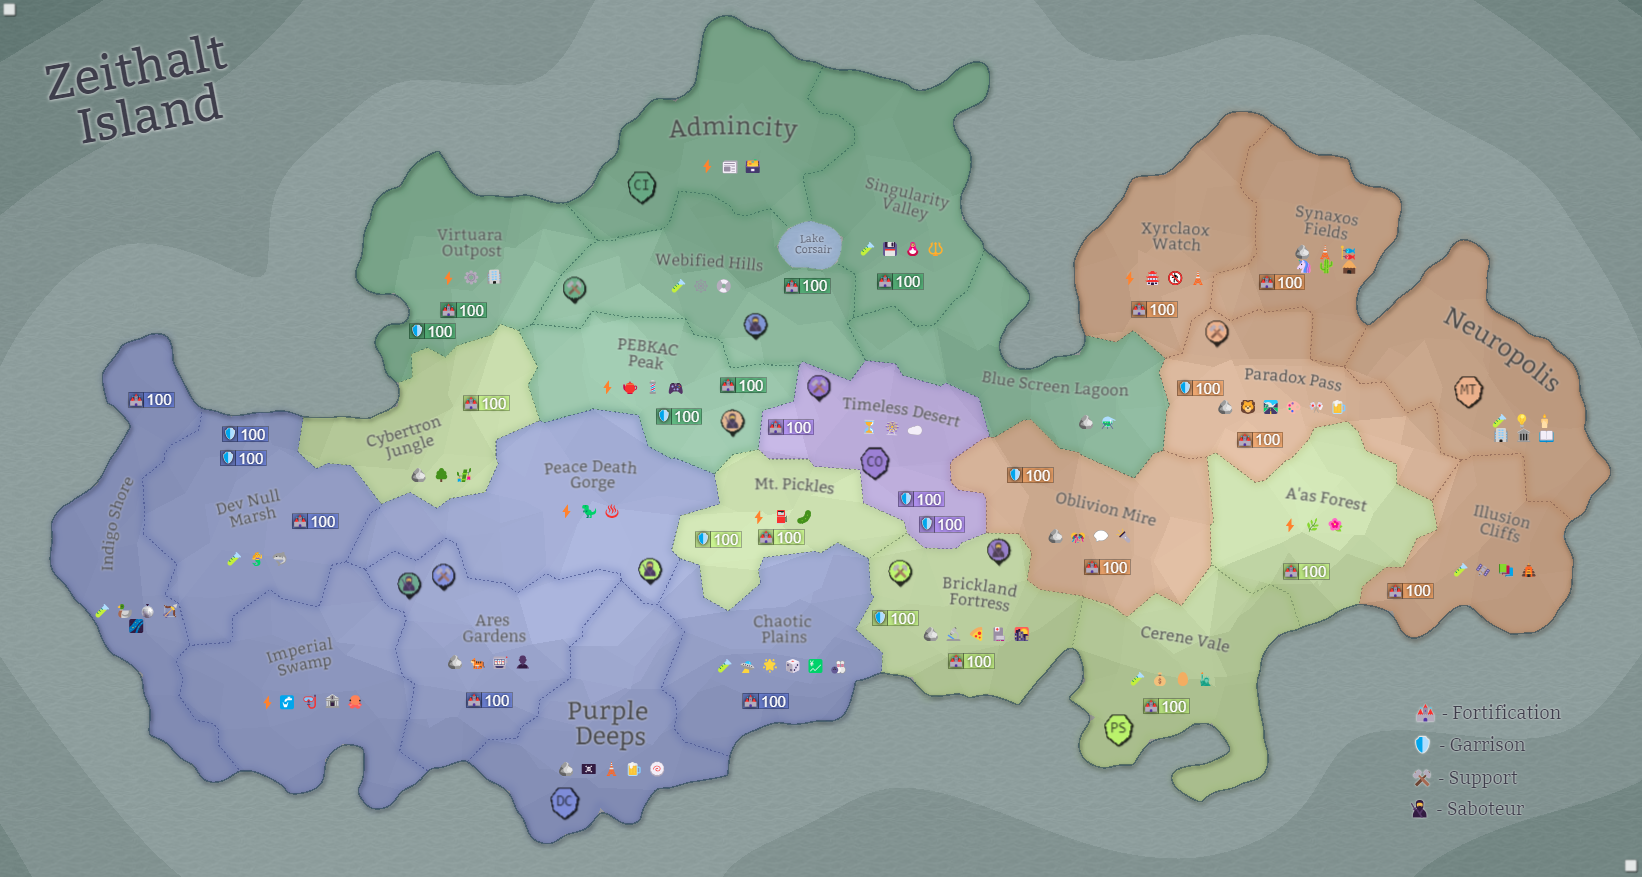 Zeithalt
Island
Admincity
CI
Singularity
Valley
Virtuara
Outpost
Lake
Corsair
Webified Hills
100
100
100
100
Xyrclaox
Watch
Synaxos
Fields
100
100
Neuropolis
MT
PEBKAC
Peak
100
100
Blue Screen Lagoon
Timeless Desert
100
CO
100
100
Paradox Pass
100
100
100
Cybertron
Jungle
100
Indigo Shore
100
100
Dev Null
Marsh
100
Peace Death
Gorge
Mt. Pickles
100
100
100
Oblivion Mire
100
A'as Forest
100
Illusion
Cliffs
100
Brickland
Fortress
100
100
Imperial
Swamp
Ares
Gardens
100
Chaotic
Plains
100
Purple
Deeps
DC
Cerene Vale
100
PS
- Fortification
- Garrison
- Support
- Saboteur